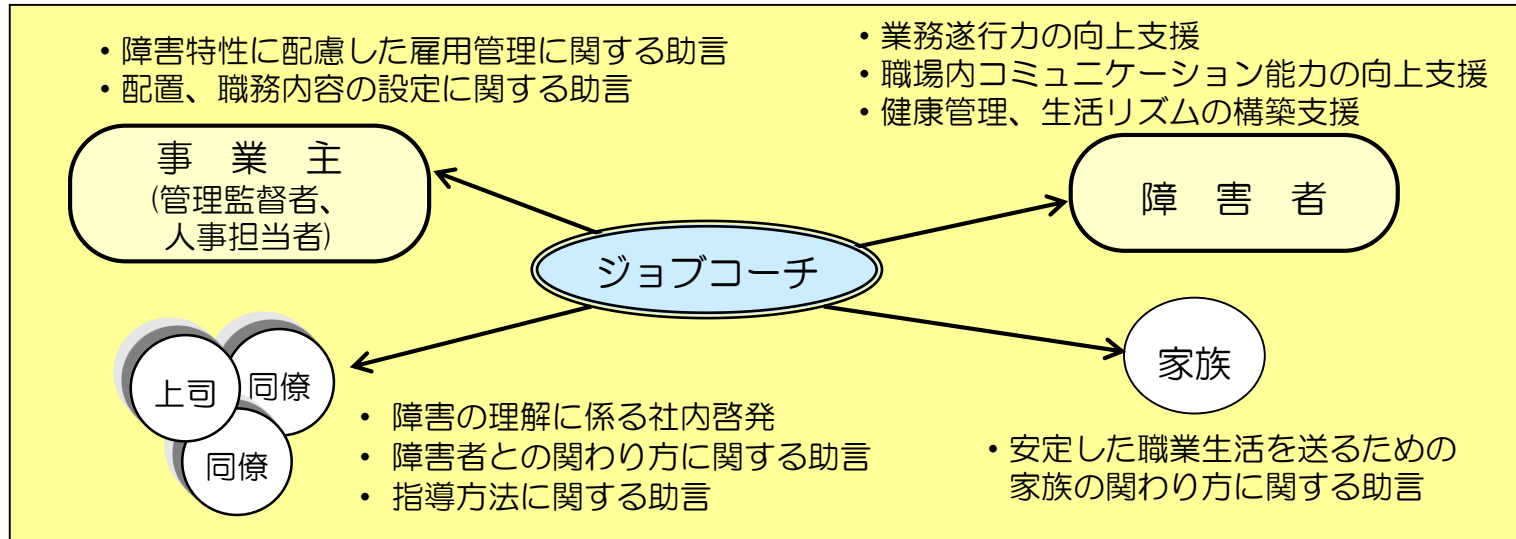 ・障害特性に配慮した雇用管理に関する助言
・配置、職務内容の設定に関する助言
・業務遂行力の向上支援
・職場内コミュニケーション能力の向上支援
・健康管理、生活リズムの構築支援
事　業　主
(管理監督者、
人事担当者)
障　害　者
ジョブコーチ
上司
同僚
同僚
・ 障害の理解に係る社内啓発
・ 障害者との関わり方に関する助言
・ 指導方法に関する助言
家族
・安定した職業生活を送るための
家族の関わり方に関する助言